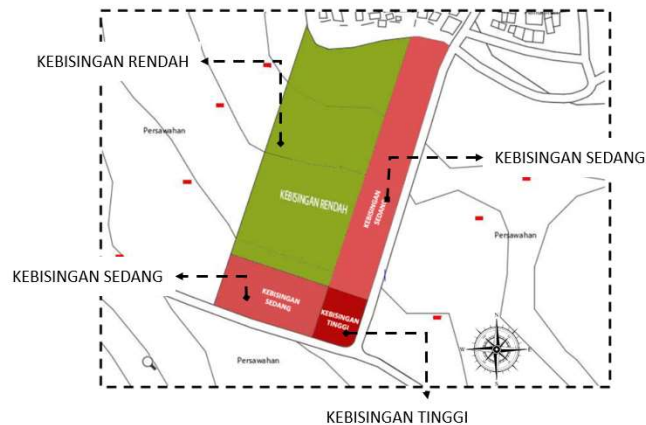 KEBISINGAN RENDAH
Persawahan
KEBISINGAN SEDANG
KEBISINGAN RENDAH
KEBISINGAN
SEDANG
Persawahan
KEBISINGAN SEDANG
KEBISINGAN
SEDANG
KEBISINGAN
TINGGI
Persawahan
N
W
E
S
KEBISINGAN TINGGI